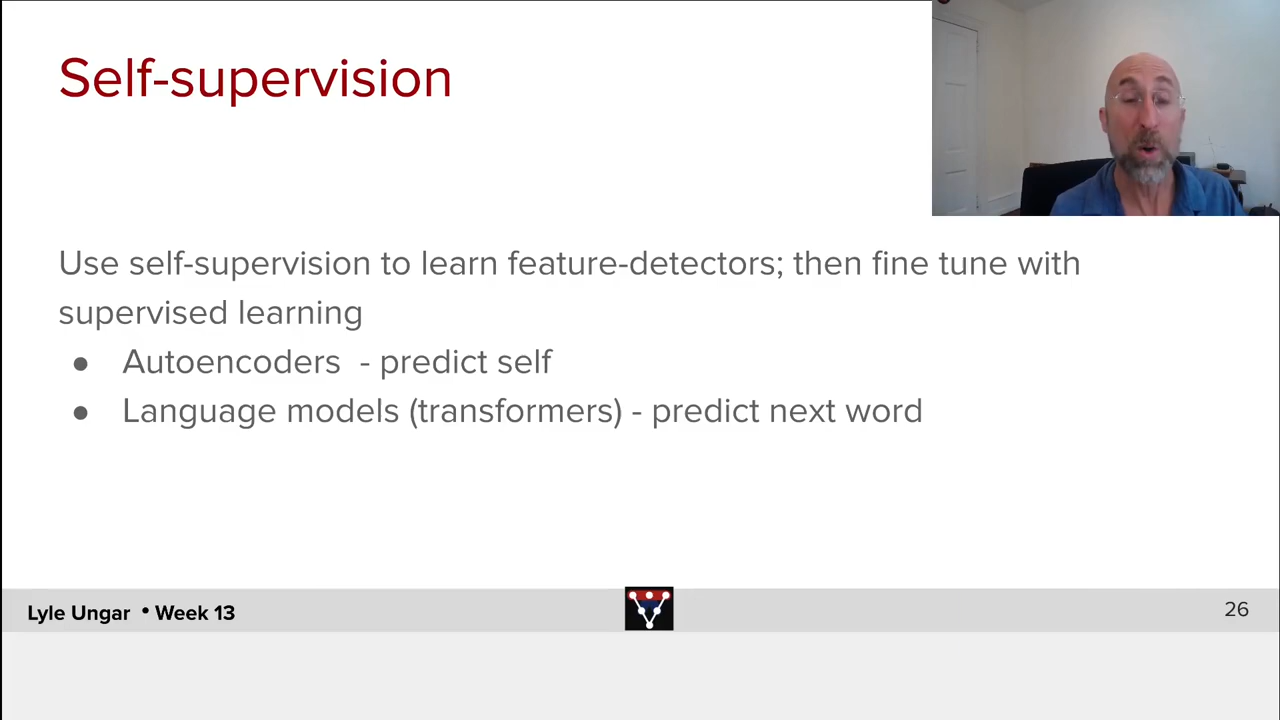 Self-supervision
Use self-supervision to learn feature-detectors; then fine tune with
supervised learning
● Autoencoders - predict self
● Language models (transformers) - predict next word
Lyle Ungar • Week 13
26